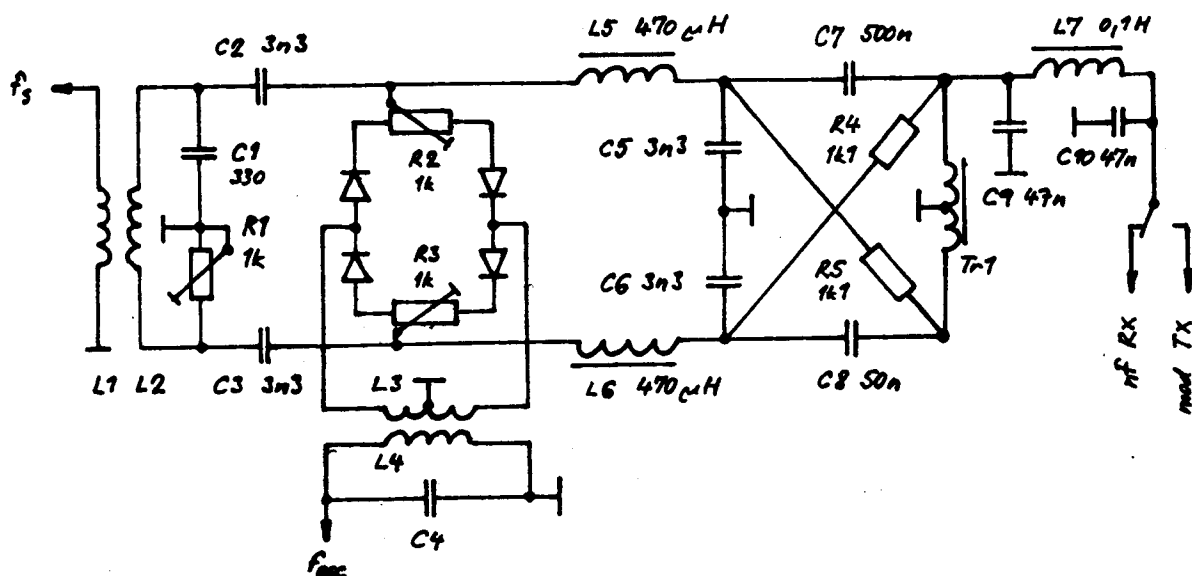 L5 470 µH
C7 500n
L7 0,1H
C2 3n3
fs
C1
330
R1
1k
R2
1k
R3
1k
C5 3n3
C6 3n3
R4
1k1
R5
1k1
C9 47n
C10 47n
Tr1
L1 L2
C3 3n3
L3
L4
L6 470 µH
C8 50n
nf RX
mod TX
C4
fosc